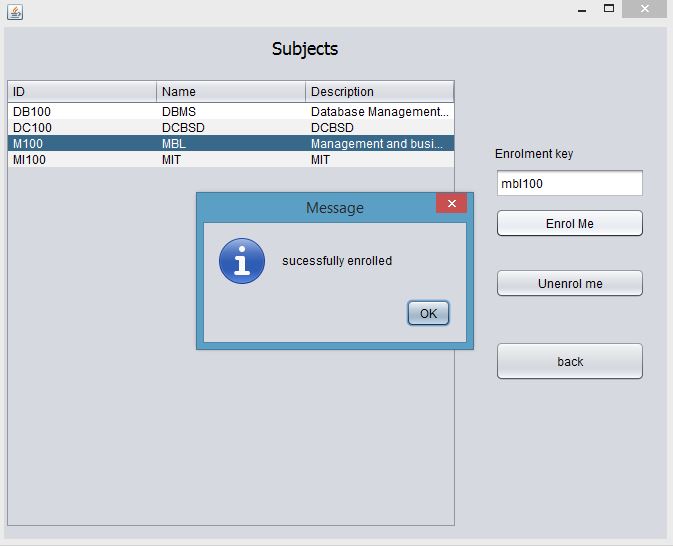 Subjects
ID Name Description
DB100 DBMS Database Management...
DC100 DCBSD DCBSD
M100 MBL Management and busi...
MI100 MIT MIT
Enrolment key
mbl100
Enrol Me
Unenrol me
back
Message
sucessfully enrolled
OK